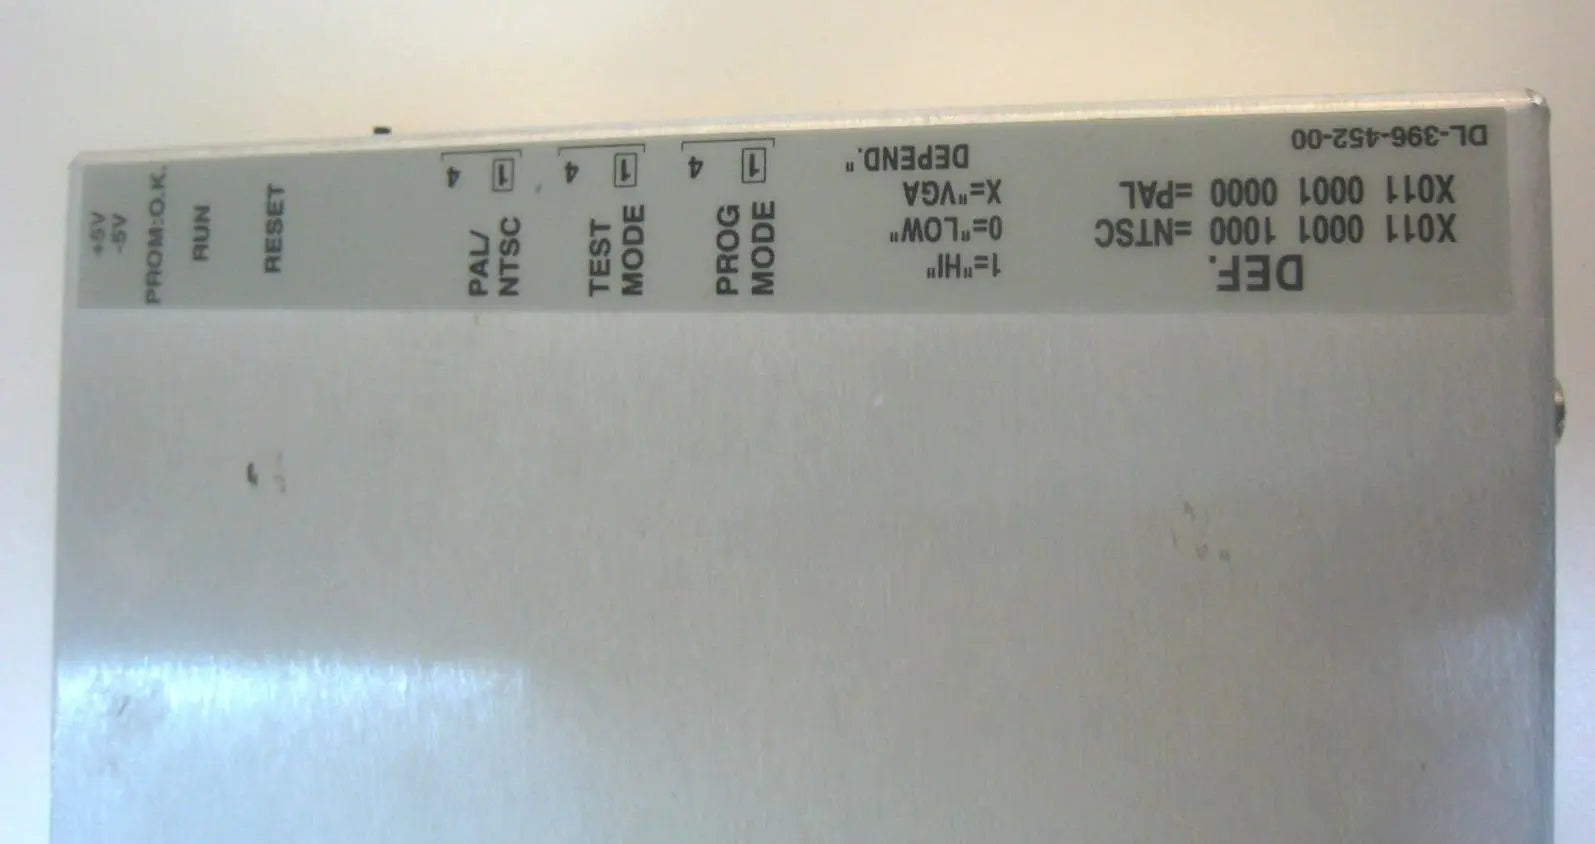 +5V
-5V
PROM:O.K.
RUN
RESET
PAL/
NTSC
1 4
TEST
MODE
1 4
PROG
MODE
1 4
DEF.
X011 0001 1000 =NTSC
X011 0001 0000 =PAL
DL-396-452-00
1="HI"
0="LOW"
X="VGA
DEPEND."